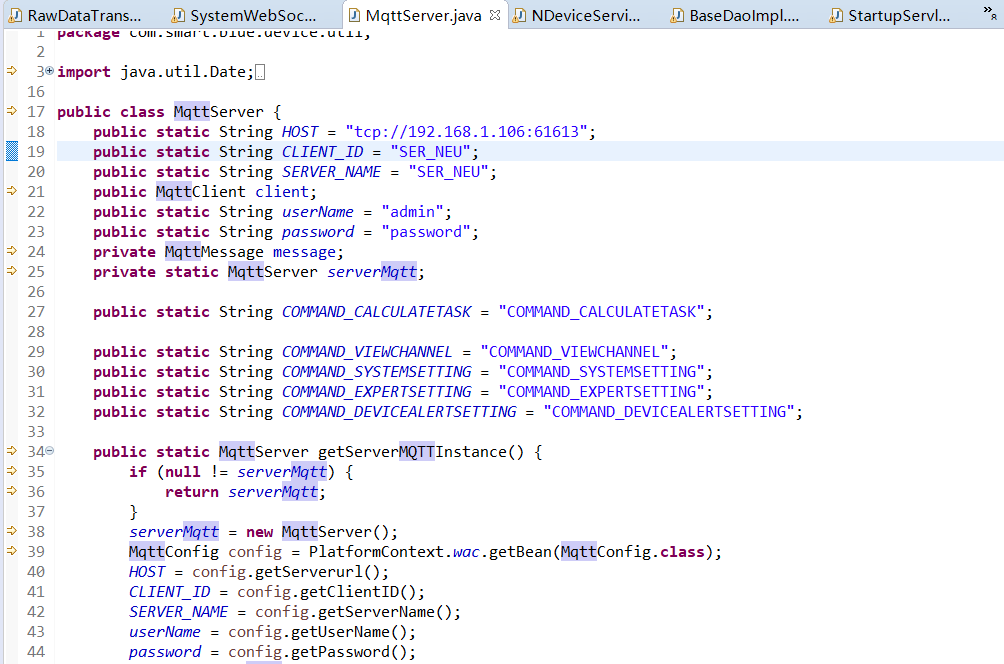 RawDataTrans... SystemWebSoc... MqttServer.java NDeviceServi... BaseDaoImpl.... StartupServl... »
1 package com.smart.blue.device.util;
2
3 import java.util.Date;
16
17 public class MqttServer {
18 public static String HOST = "tcp://192.168.1.106:61613";
19 public static String CLIENT_ID = "SER_NEU";
20 public static String SERVER_NAME = "SER_NEU";
21 public MqttClient client;
22 public static String userName = "admin";
23 public static String password = "password";
24 private MqttMessage message;
25 private static MqttServer serverMqtt;
26
27 public static String COMMAND_CALCULATETASK = "COMMAND_CALCULATETASK";
28
29 public static String COMMAND_VIEWCHANNEL = "COMMAND_VIEWCHANNEL";
30 public static String COMMAND_SYSTEMSETTING = "COMMAND_SYSTEMSETTING";
31 public static String COMMAND_EXPERTSETTING = "COMMAND_EXPERTSETTING";
32 public static String COMMAND_DEVICEALERTSETTING = "COMMAND_DEVICEALERTSETTING";
33
34 public static MqttServer getServerMQTTInstance() {
35 if (null != serverMqtt) {
36 return serverMqtt;
37 }
38 serverMqtt = new MqttServer();
39 MqttConfig config = PlatformContext.wac.getBean(MqttConfig.class);
40 HOST = config.getServerurl();
41 CLIENT_ID = config.getClientID();
42 SERVER_NAME = config.getServerName();
43 userName = config.getUserName();
44 password = config.getPassword();